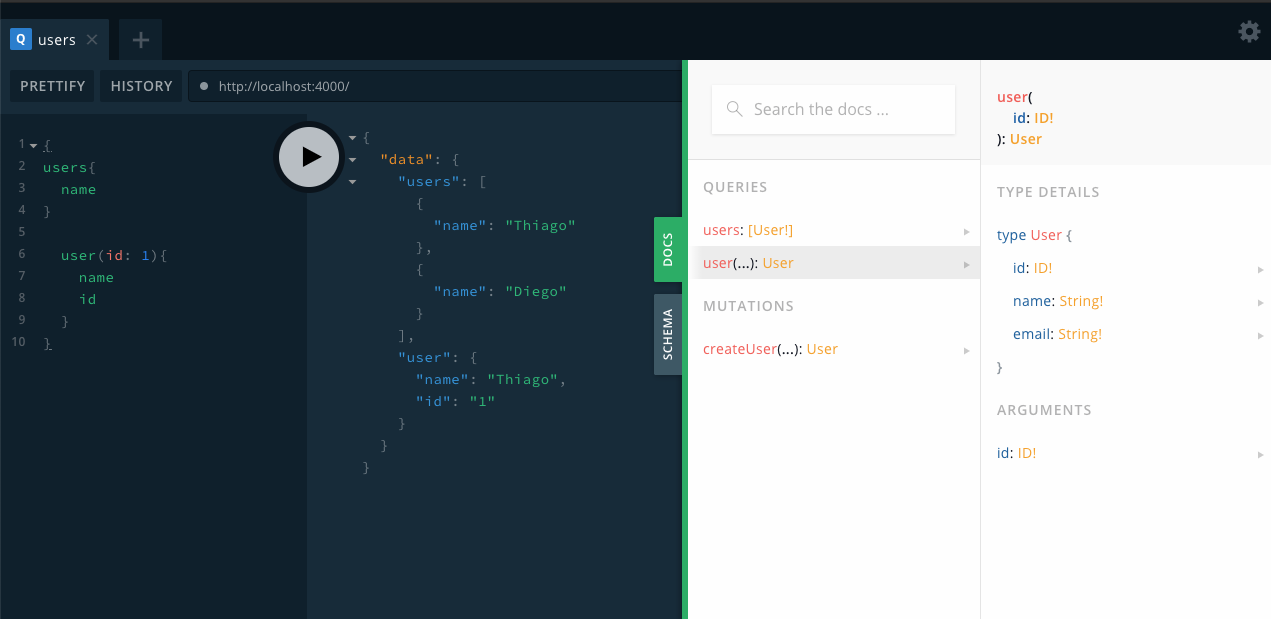 Q users
PRETTIFY HISTORY http://localhost:4000/
1 {
2 users{
3 name
4 }
5
6 user(id: 1){
7 name
8 id
9 }
10 }
{
"data": {
"users": [
{
"name": "Thiago"
},
{
"name": "Diego"
}
],
"user": {
"name": "Thiago",
"id": "1"
}
}
}
DOCS
SCHEMA
Search the docs ...
QUERIES
users: [User!]
user(...): User
MUTATIONS
createUser(...): User
user(
id: ID!
): User
TYPE DETAILS
type User {
id: ID!
name: String!
email: String!
}
ARGUMENTS
id: ID!